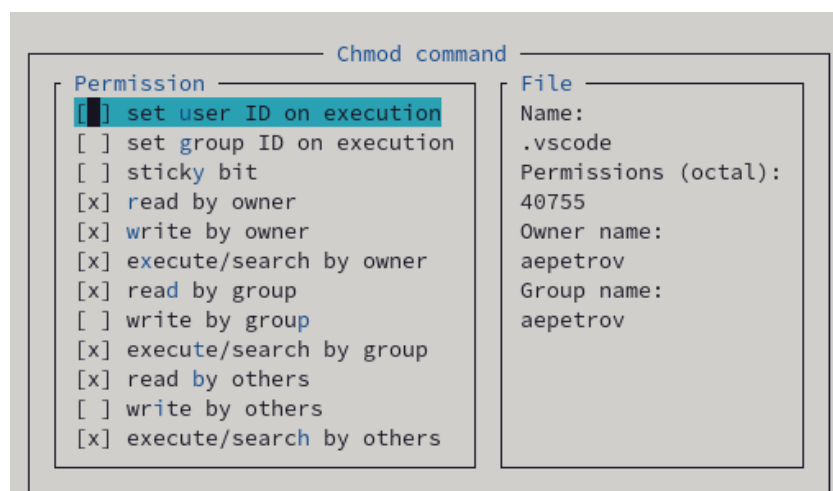 Chmod command
Permission
[ ] set user ID on execution
[ ] set group ID on execution
[ ] sticky bit
[x] read by owner
[x] write by owner
[x] execute/search by owner
[x] read by group
[ ] write by group
[x] execute/search by group
[x] read by others
[ ] write by others
[x] execute/search by others
File
Name:
.vscode
Permissions (octal):
40755
Owner name:
aepetrov
Group name:
aepetrov